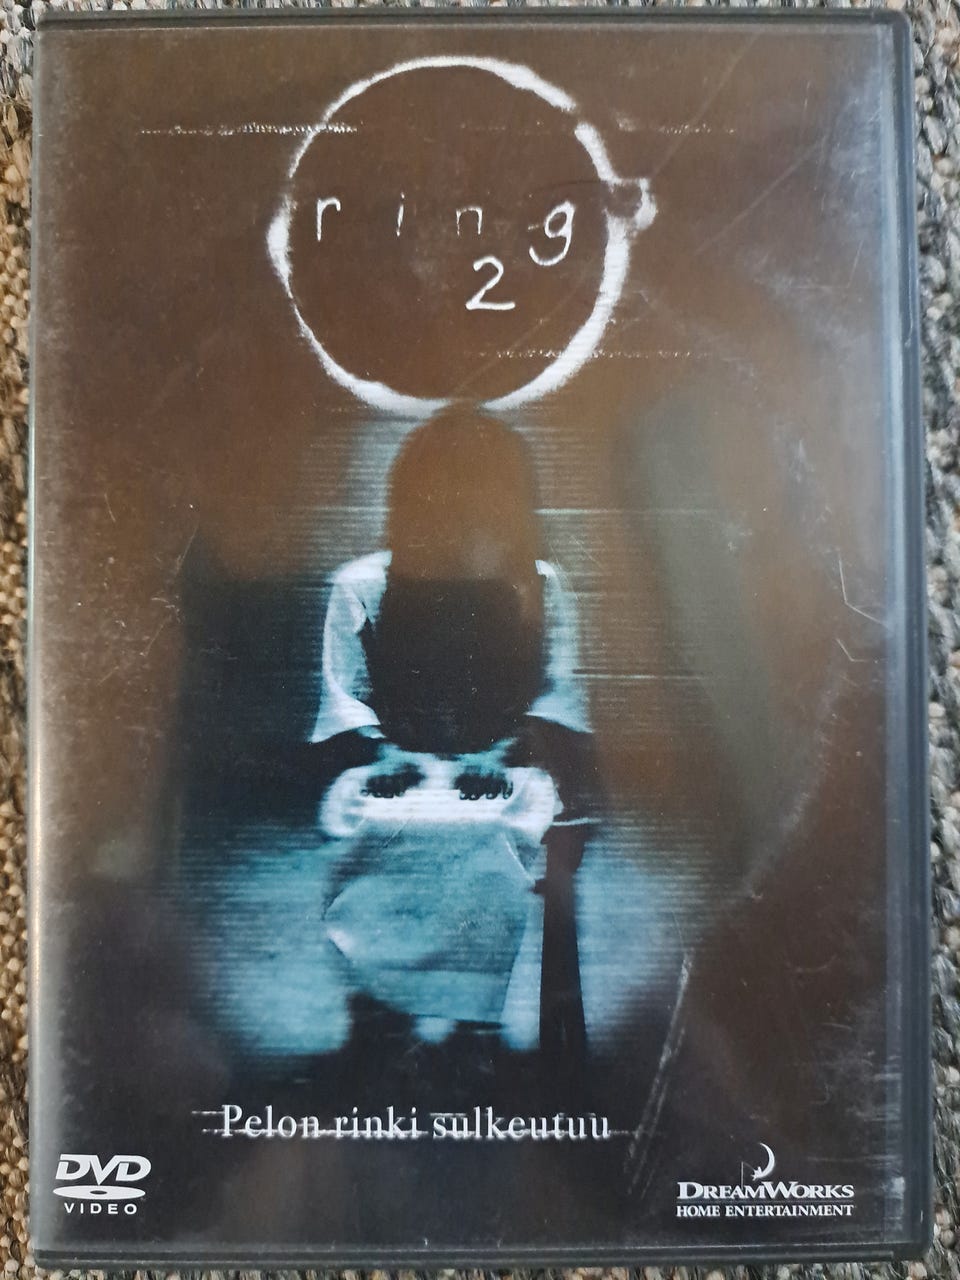 ring
2
Pelon rinki sulkeutuu
DVD
VIDEO
DREAMWORKS
HOME ENTERTAINMENT